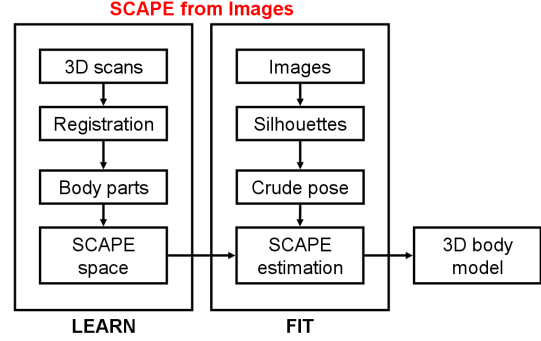 SCAPE from Images
3D scans
Registration
Body parts
SCAPE
space
LEARN
Images
Silhouettes
Crude pose
SCAPE
estimation
FIT
3D body
model